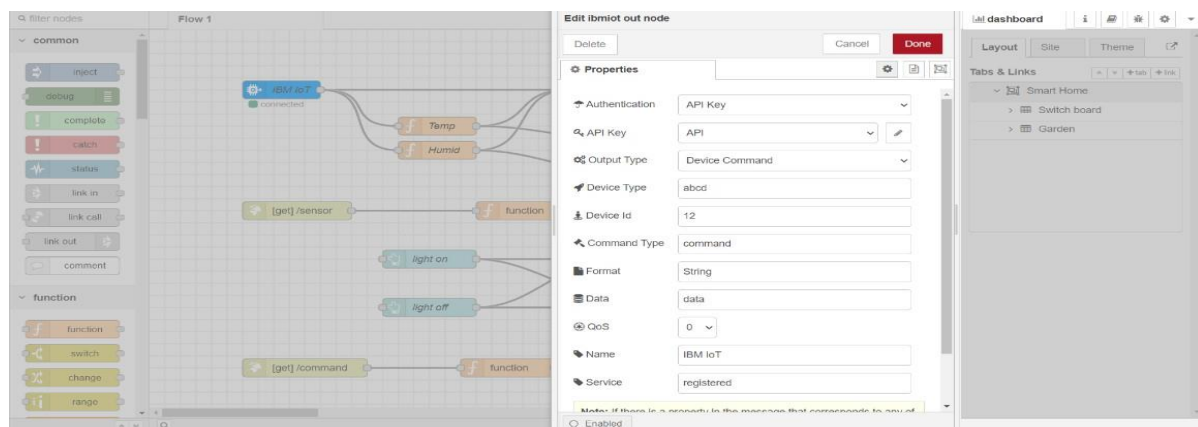 filter nodes
Flow 1
Edit ibmiot out node
dashboard
i
Delete
Cancel
Done
Layout
Site
Theme
common
Properties
Tabs & Links
+tab
+link
inject
IBM IoT
Authentication
API Key
Smart Home
debug
connected
Switch board
complete
Temp
API Key
API
Garden
catch
Humid
Output Type
Device Command
status
Device Type
abcd
link in
link call
[get] /sensor
function
Device Id
12
link out
Command Type
command
comment
light on
Format
String
function
Data
data
light off
function
QoS
0
switch
Name
IBM IoT
change
[get] /command
function
Service
registered
range
Note: If there is a property in the message that corresponds to any of
Enabled